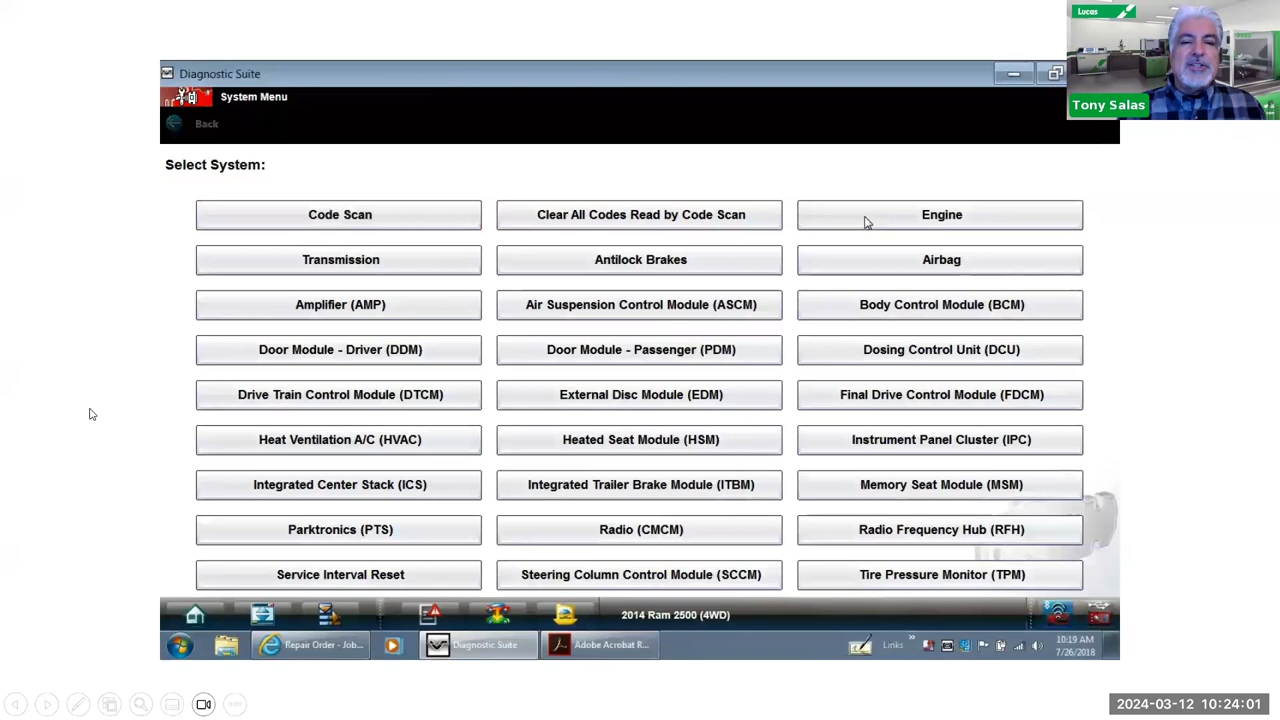 Lucas
Tony Salas
Diagnostic Suite
System Menu
Back
Select System:
Code Scan
Clear All Codes Read by Code Scan
Engine
Transmission
Antilock Brakes
Airbag
Amplifier (AMP)
Air Suspension Control Module (ASCM)
Body Control Module (BCM)
Door Module - Driver (DDM)
Door Module - Passenger (PDM)
Dosing Control Unit (DCU)
Drive Train Control Module (DTCM)
External Disc Module (EDM)
Final Drive Control Module (FDCM)
Heat Ventilation A/C (HVAC)
Heated Seat Module (HSM)
Instrument Panel Cluster (IPC)
Integrated Center Stack (ICS)
Integrated Trailer Brake Module (ITBM)
Memory Seat Module (MSM)
Parktronics (PTS)
Radio (CMCM)
Radio Frequency Hub (RFH)
Service Interval Reset
Steering Column Control Module (SCCM)
Tire Pressure Monitor (TPM)
2014 Ram 2500 (4WD)
Repair Order - Job...
Diagnostic Suite
Adobe Acrobat R...
Links
10:19 AM
7/26/2018
2024-03-12 10:24:01